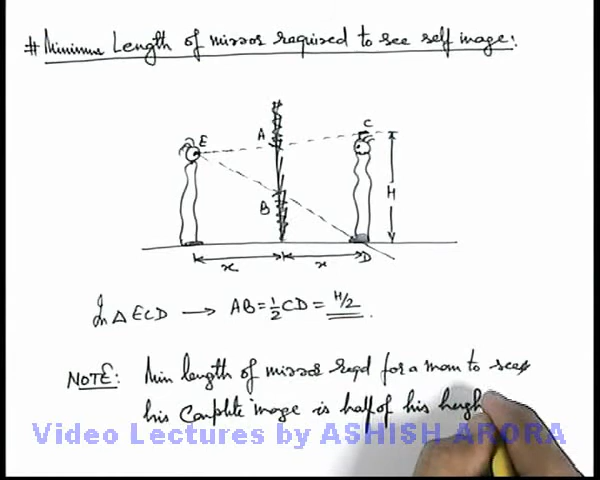 # Minimum Length of mirror required to see self image:
E
A
C
H
B
x
x
D
In △ ECD → AB = 1/2 CD = H/2 .
NOTE: Min length of mirror reqd for a man to see
his Complete image is half of his heigh
Video Lectures by ASHISH ARORA